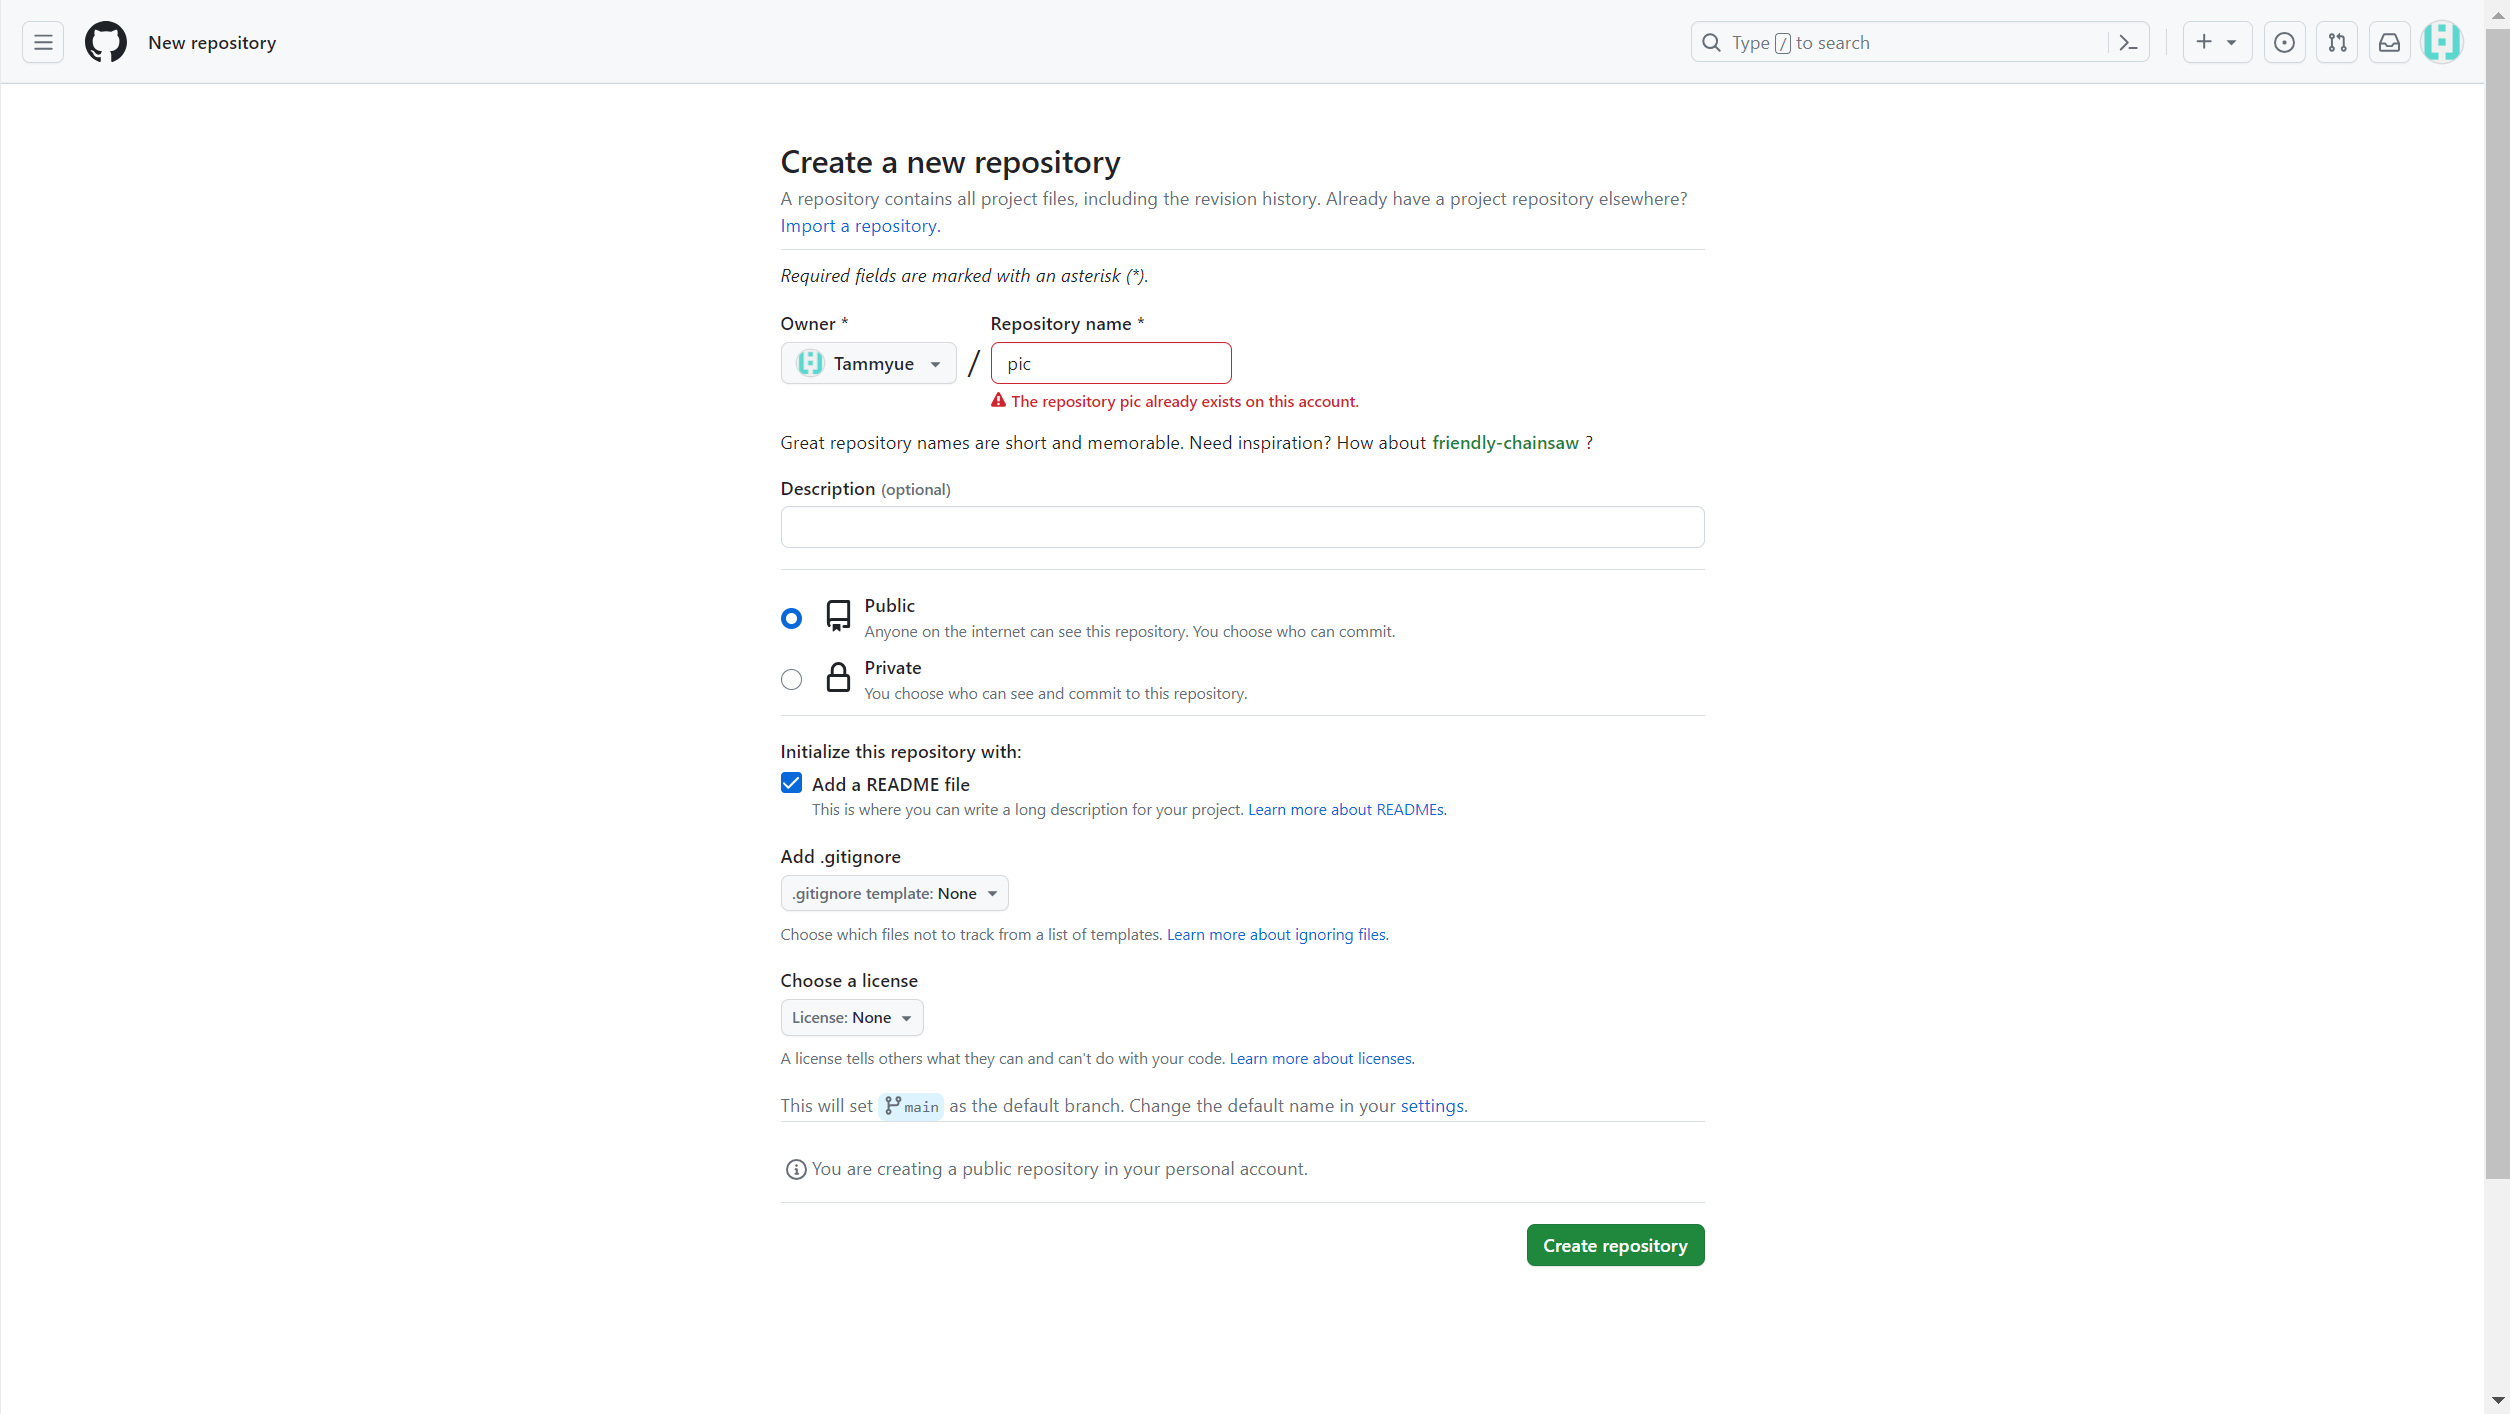 New repository
Type / to search
Create a new repository
A repository contains all project files, including the revision history. Already have a project repository elsewhere?
Import a repository.
Required fields are marked with an asterisk (*).
Owner *
Repository name *
Tammyue
/
pic
The repository pic already exists on this account.
Great repository names are short and memorable. Need inspiration? How about friendly-chainsaw ?
Description (optional)
Public
Anyone on the internet can see this repository. You choose who can commit.
Private
You choose who can see and commit to this repository.
Initialize this repository with:
Add a README file
This is where you can write a long description for your project. Learn more about READMEs.
Add .gitignore
.gitignore template: None
Choose which files not to track from a list of templates. Learn more about ignoring files.
Choose a license
License: None
A license tells others what they can and can't do with your code. Learn more about licenses.
This will set main as the default branch. Change the default name in your settings.
You are creating a public repository in your personal account.
Create repository